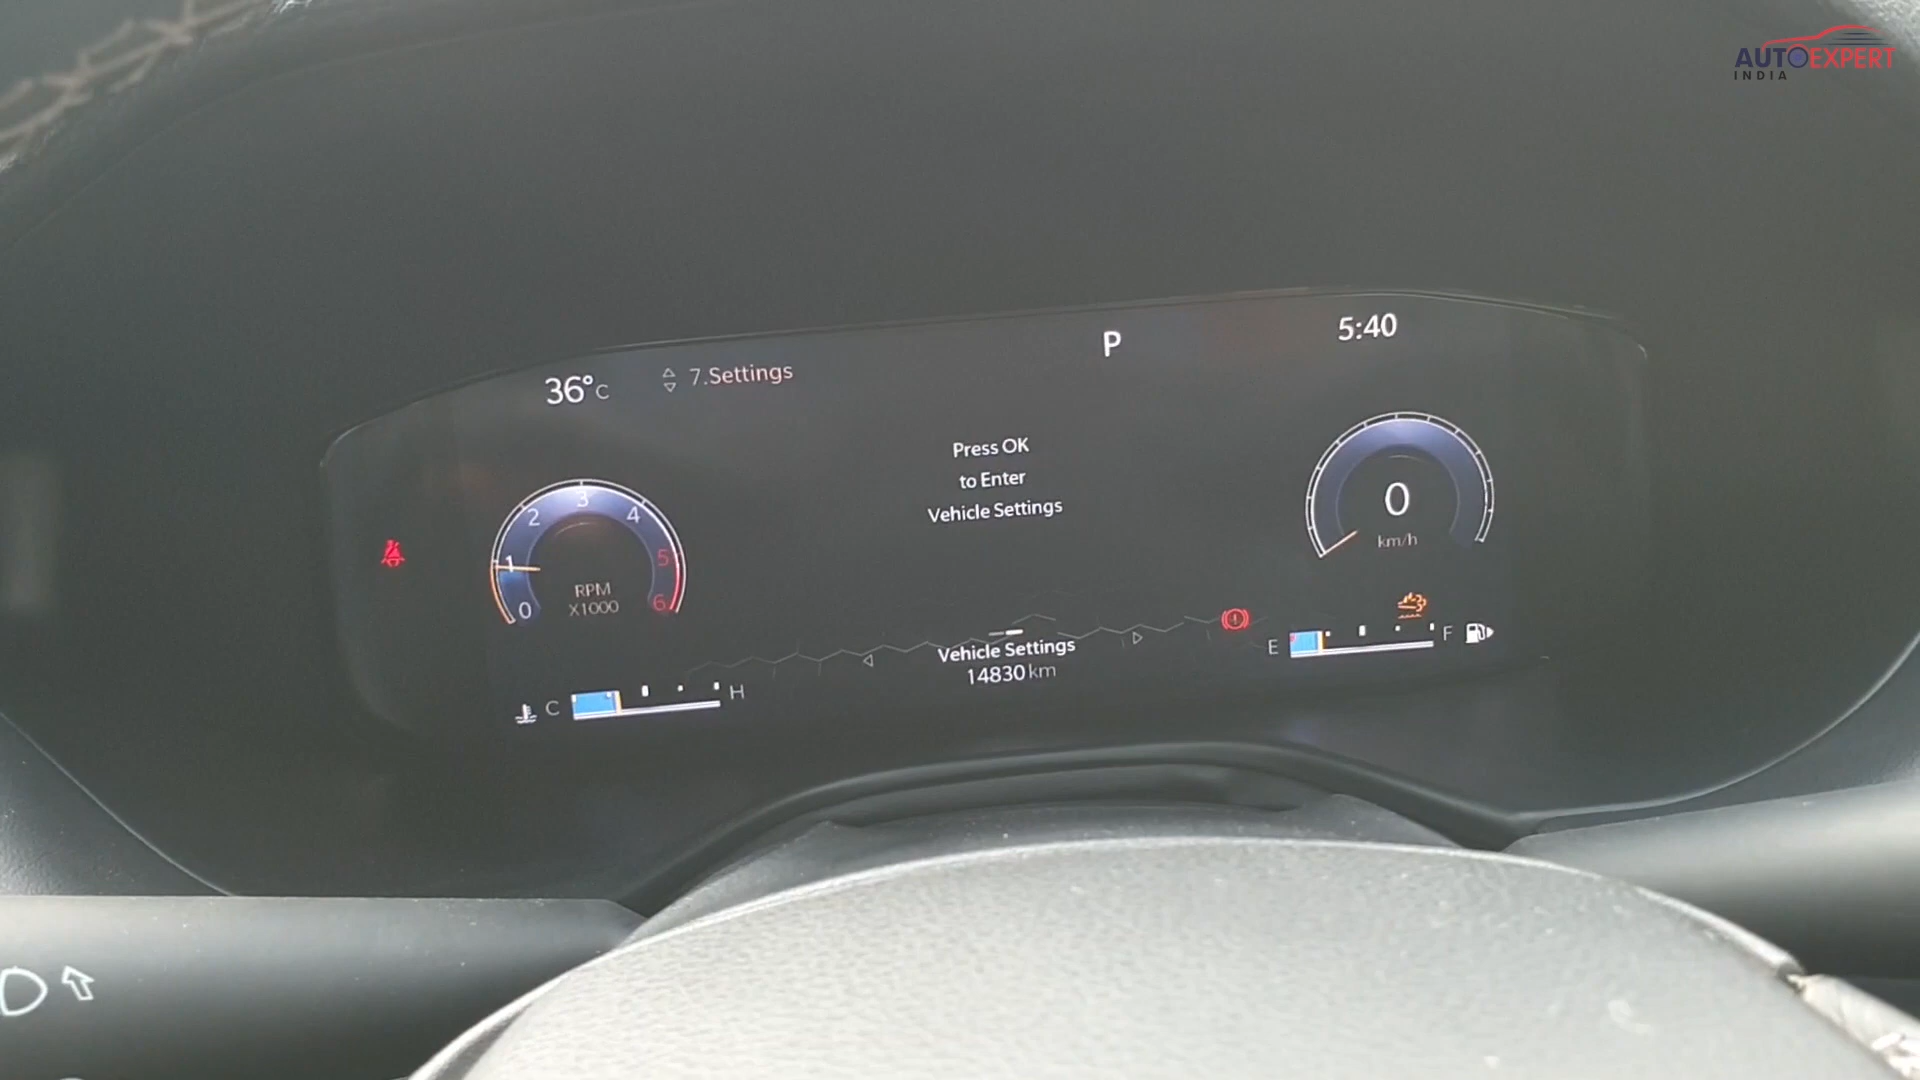 AUTOEXPERT
INDIA
36°C
7.Settings
P
5:40
Press OK
to Enter
Vehicle Settings
0 1 2 3 4 5 6
RPM
X1000
0
km/h
Vehicle Settings
14830 km
C H
E F